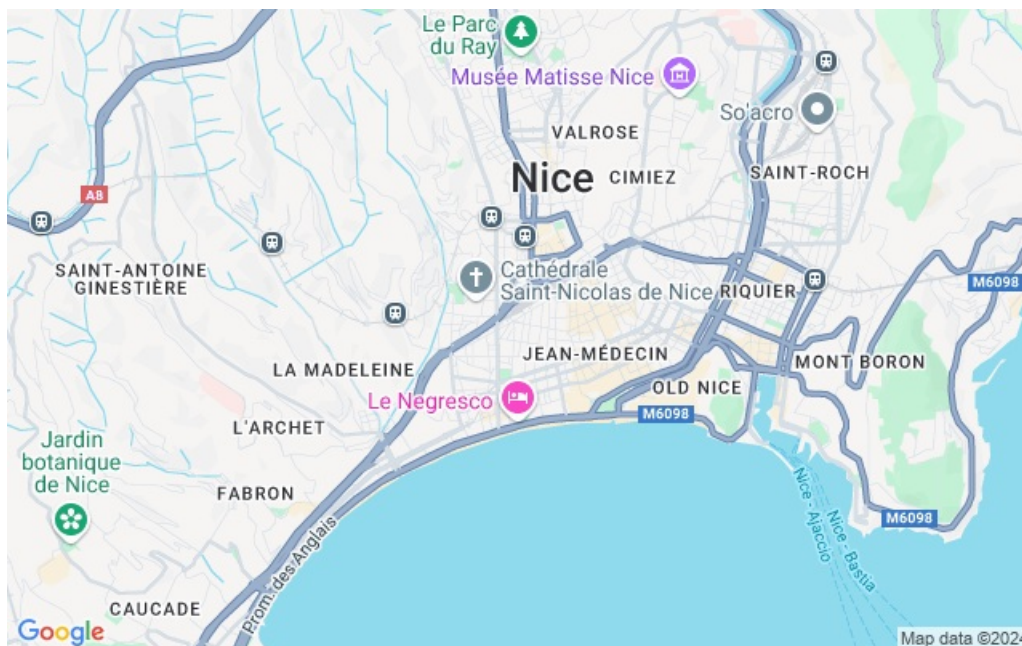 Le Parc
du Ray
Musée Matisse Nice
So'acro
VALROSE
Nice
CIMIEZ
SAINT-ROCH
A8
SAINT-ANTOINE
GINESTIÈRE
Cathédrale
Saint-Nicolas de Nice
RIQUIER
M6098
JEAN-MÉDECIN
MONT BORON
LA MADELEINE
OLD NICE
Le Negresco
M6098
L'ARCHET
Jardin
botanique
de Nice
FABRON
Nice - Ajaccio
Nice - Bastia
M6098
Prom. des Anglais
CAUCADE
Google
Map data ©2024